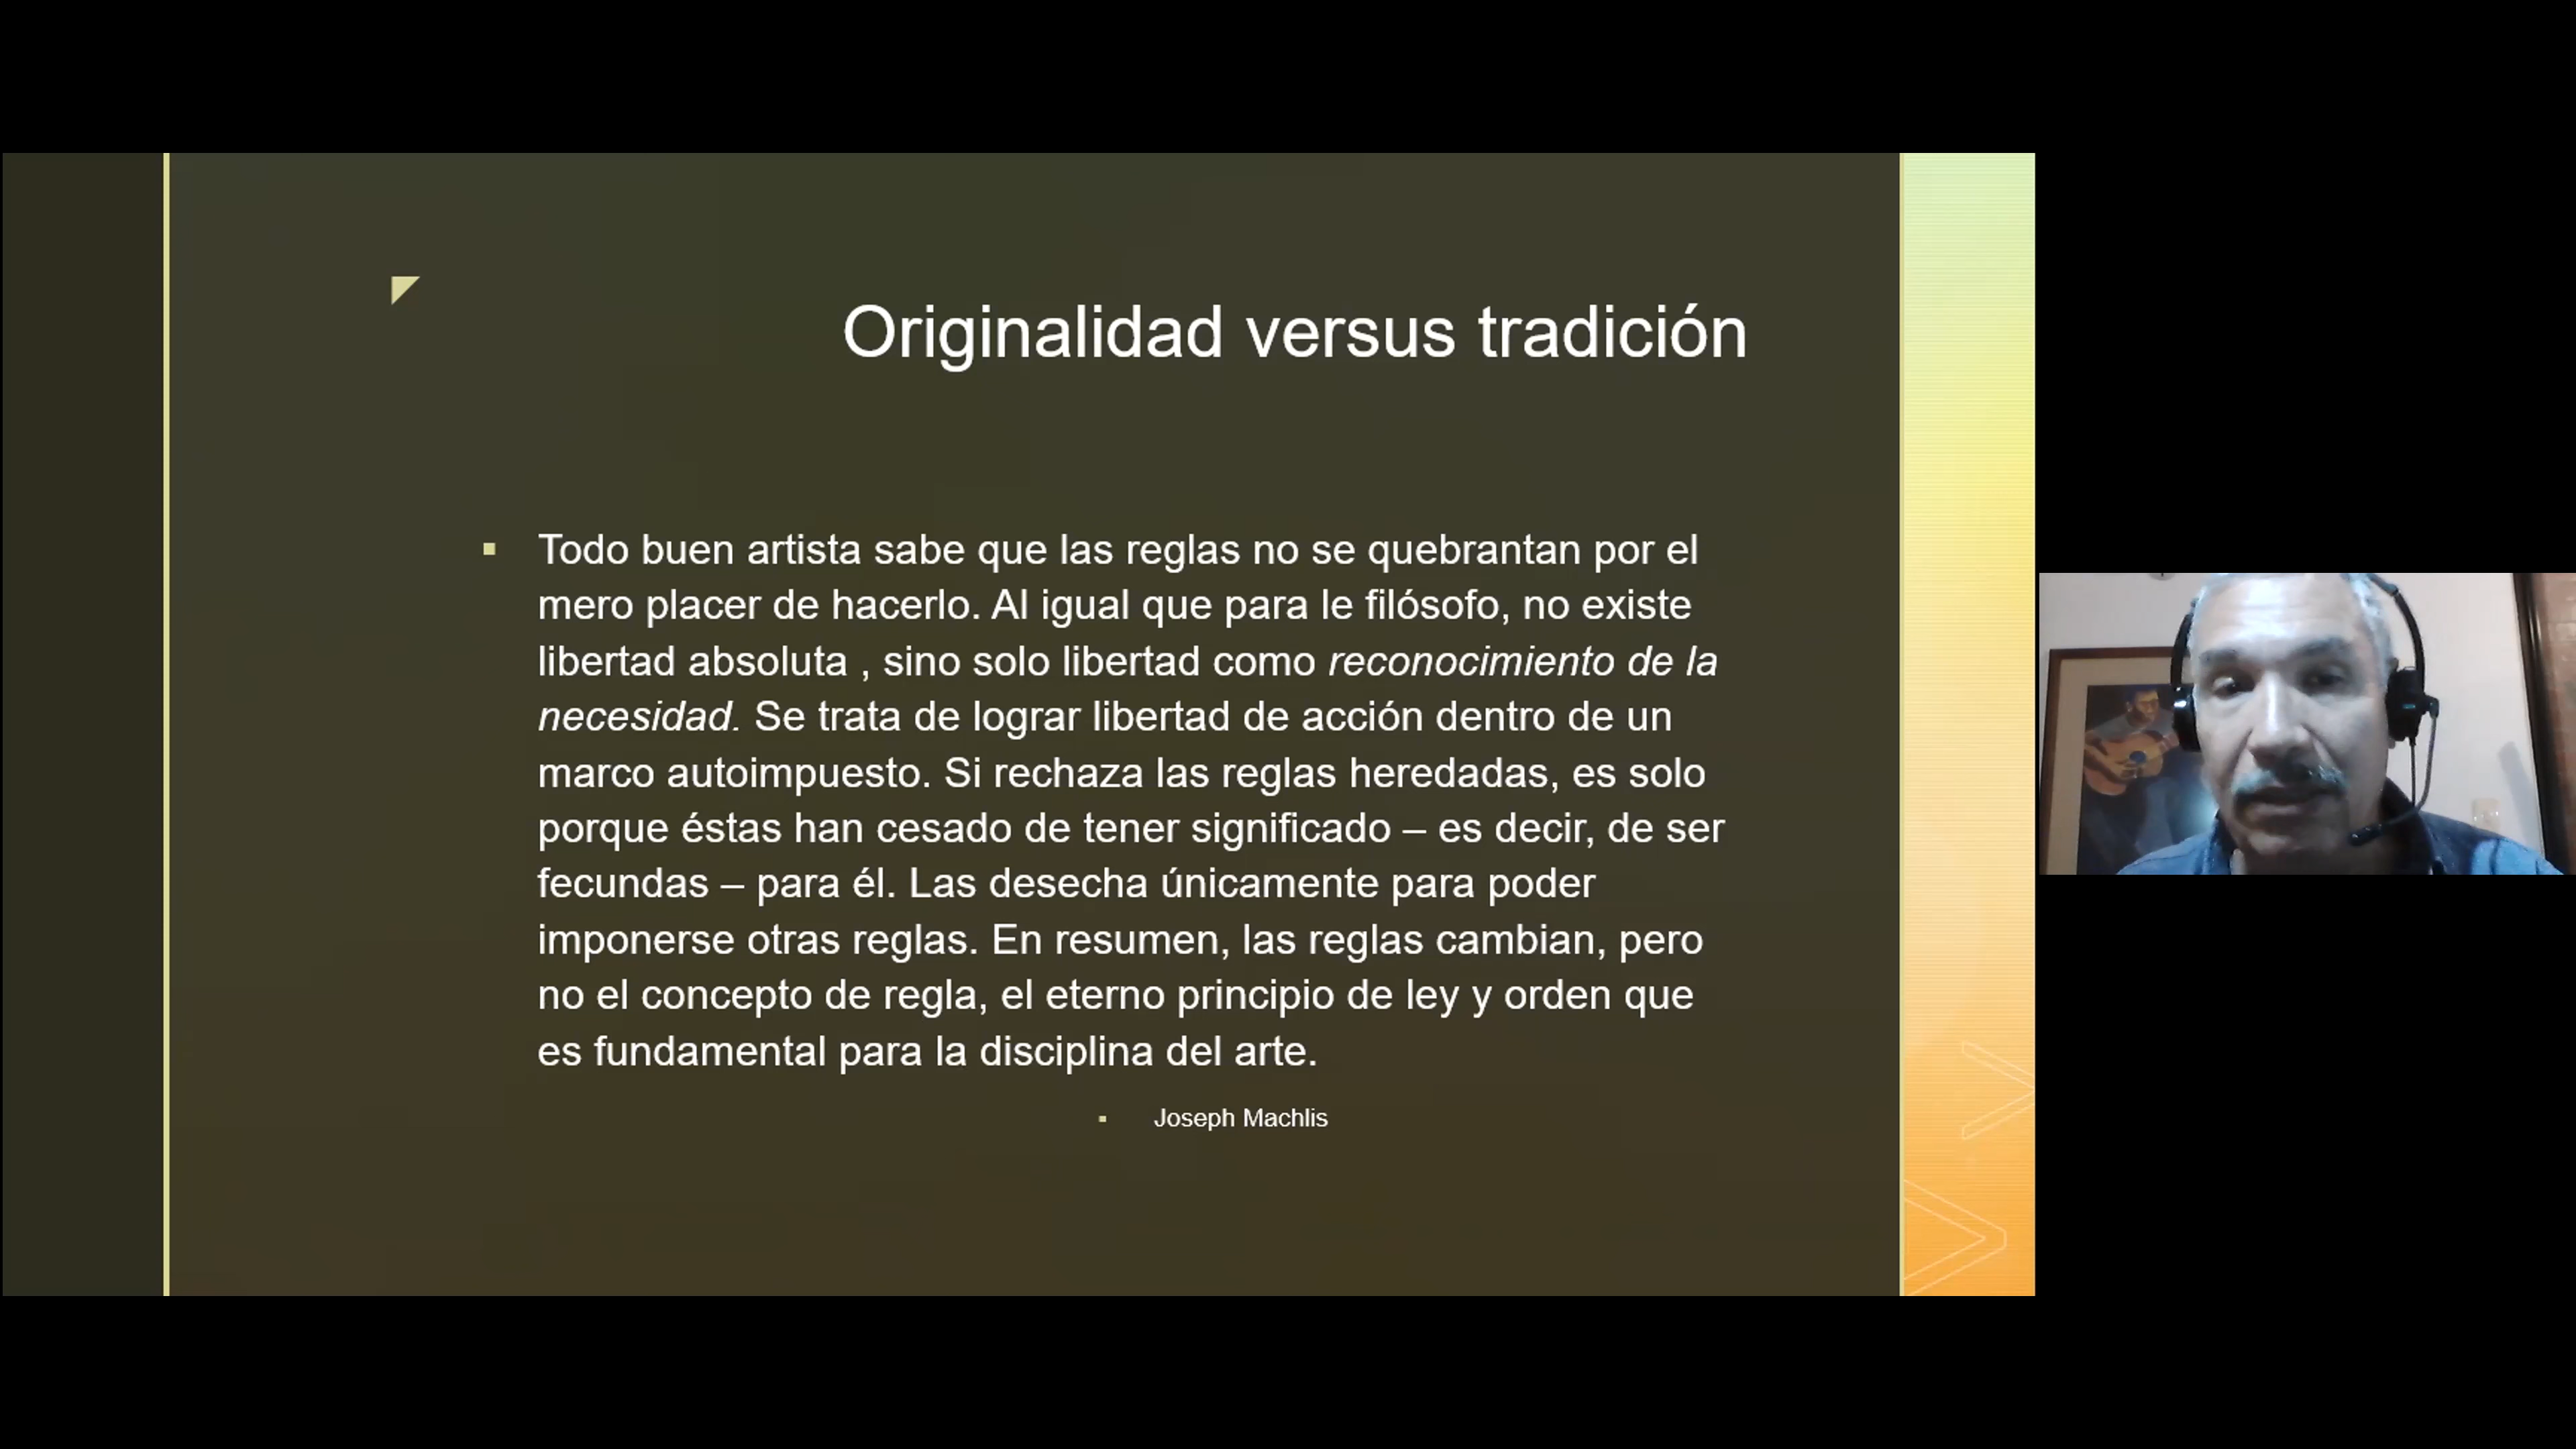 Originalidad versus tradición
Todo buen artista sabe que las reglas no se quebrantan por el
mero placer de hacerlo. Al igual que para le filósofo, no existe
libertad absoluta , sino solo libertad como reconocimiento de la
necesidad. Se trata de lograr libertad de acción dentro de un
marco autoimpuesto. Si rechaza las reglas heredadas, es solo
porque éstas han cesado de tener significado – es decir, de ser
fecundas – para él. Las desecha únicamente para poder
imponerse otras reglas. En resumen, las reglas cambian, pero
no el concepto de regla, el eterno principio de ley y orden que
es fundamental para la disciplina del arte.
Joseph Machlis